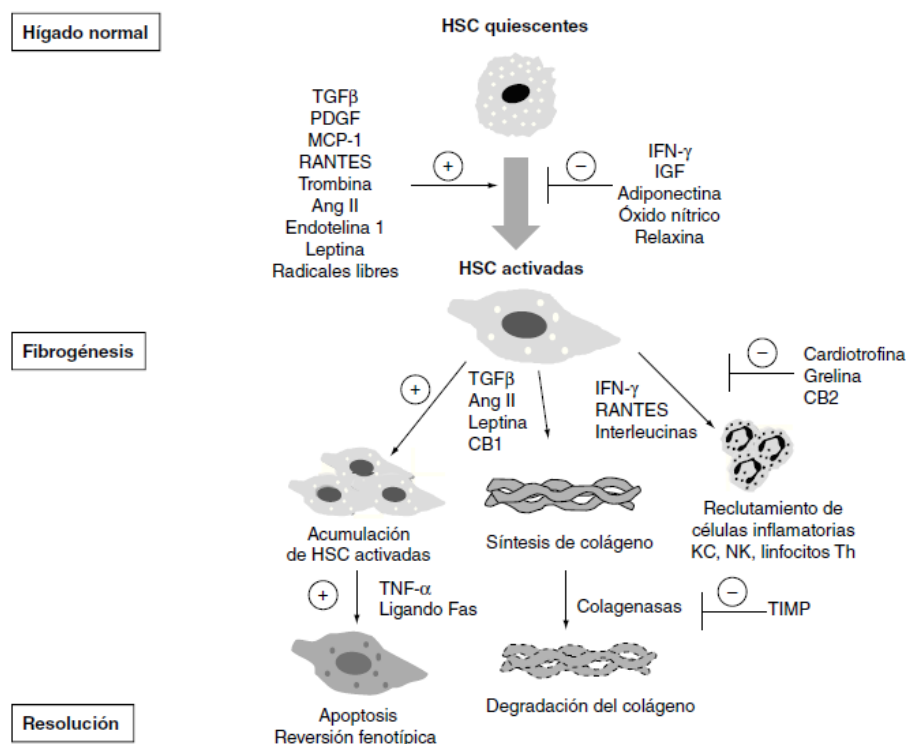 Hígado normal
HSC quiescentes
TGFβ
PDGF
MCP-1
RANTES
Trombina
Ang II
Endotelina 1
Leptina
Radicales libres
+
−
IFN-γ
IGF
Adiponectina
Óxido nítrico
Relaxina
HSC activadas
Fibrogénesis
+
TGFβ
Ang II
Leptina
CB1
IFN-γ
RANTES
Interleucinas
−
Cardiotrofina
Grelina
CB2
Acumulación
de HSC activadas
Síntesis de colágeno
Reclutamiento de
células inflamatorias
KC, NK, linfocitos Th
+
TNF-α
Ligando Fas
Colagenasas
−
TIMP
Resolución
Apoptosis
Reversión fenotípica
Degradación del colágeno